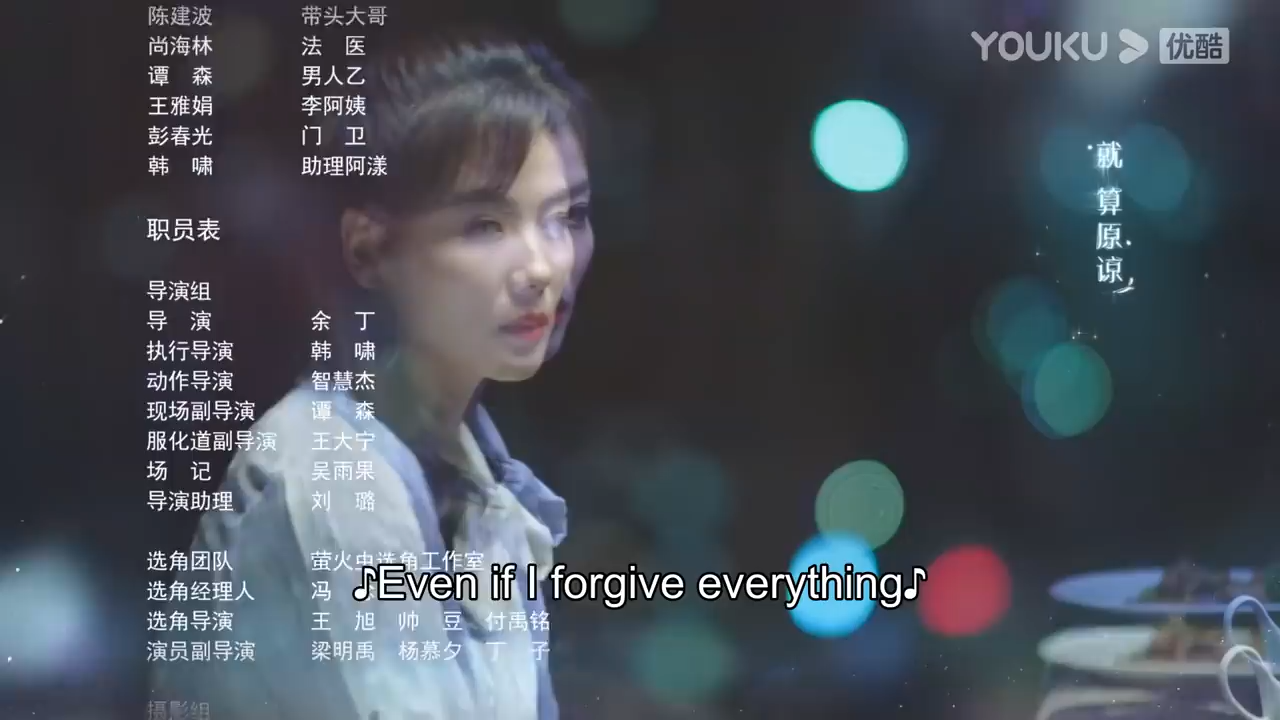 陈建波 带头大哥
尚海林 法 医
谭 森 男人乙
王雅娟 李阿姨
彭春光 门 卫
韩 啸 助理阿漾
职员表
导演组
导 演 余 丁
执行导演 韩 啸
动作导演 智慧杰
现场副导演 谭 森
服化道副导演 王大宁
场 记 吴雨果
导演助理 刘 璐
选角团队 萤火虫选角工作室
选角经理人 冯
选角导演 王 旭 帅 豆 付禹铭
演员副导演 梁明禹 杨慕夕 丁 子
摄影组
♪Even if I forgive everything♪
YOUKU 优酷
就算原谅